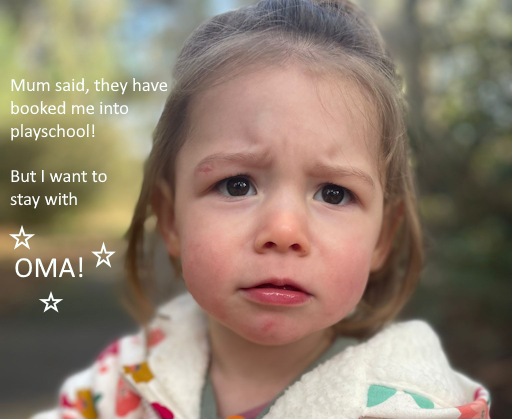 Mum said, they have
booked me into
playschool!
But I want to
stay with
OMA!